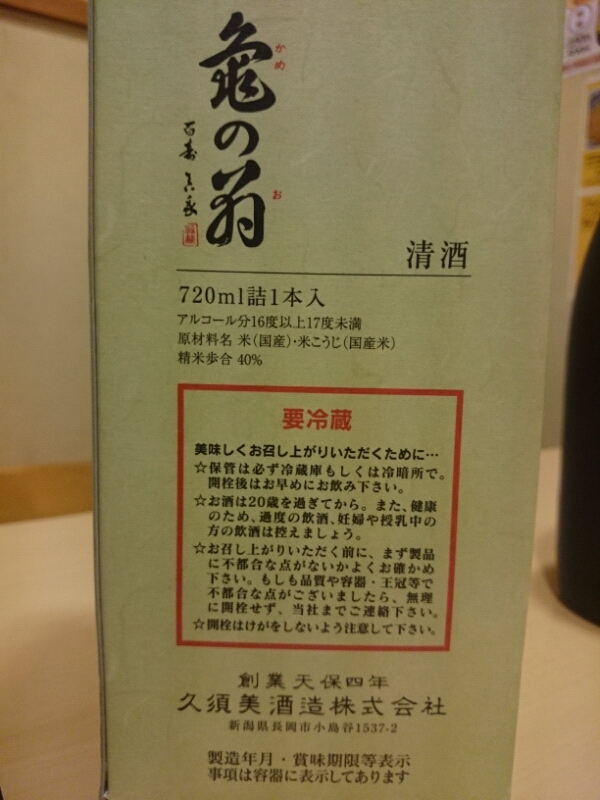 亀の翁
かめ
お
清酒
720ml詰1本入
アルコール分16度以上17度未満
原材料名 米(国産)・米こうじ(国産米)
精米歩合 40%
要冷蔵
美味しくお召し上がりいただくために…
☆保管は必ず冷蔵庫もしくは冷暗所で。
開栓後はお早めにお飲み下さい。
☆お酒は20歳を過ぎてから。また、健康
のため、過度の飲酒、妊婦や授乳中の
方の飲酒は控えましょう。
☆お召し上がりいただく前に、まず製品
に不都合な点がないかよくお確かめ
下さい。もしも品質や容器・王冠等で
不都合な点がございましたら、無理
に開栓せず、当社までご連絡下さい。
☆開栓はけがをしないよう注意して下さい。
創業天保四年
久須美酒造株式会社
新潟県長岡市小島谷1537-2
製造年月・賞味期限等表示
事項は容器に表示してあります